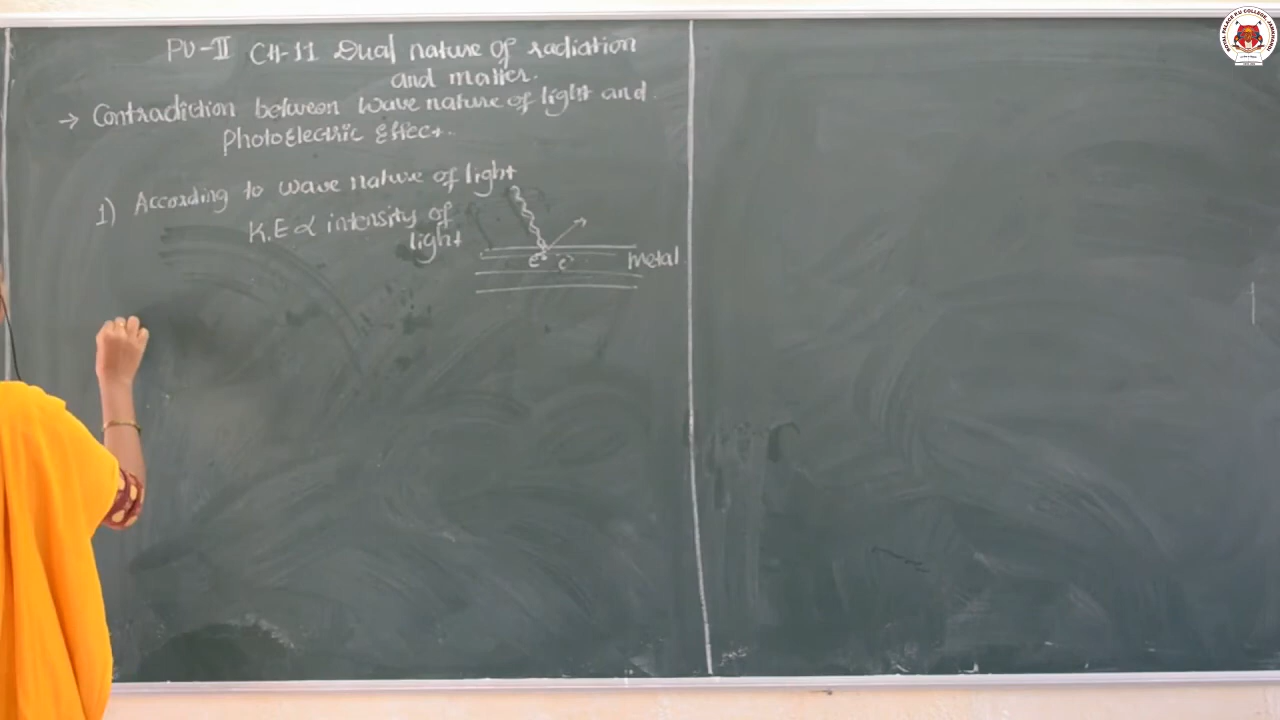 PU-II CH-11 Dual nature of radiation
and matter.
→ Contradiction between wave nature of light and
photoelectric Effect.
1) According to wave nature of light
K.E ∝ intensity of
light
e⁻ e⁻
metal